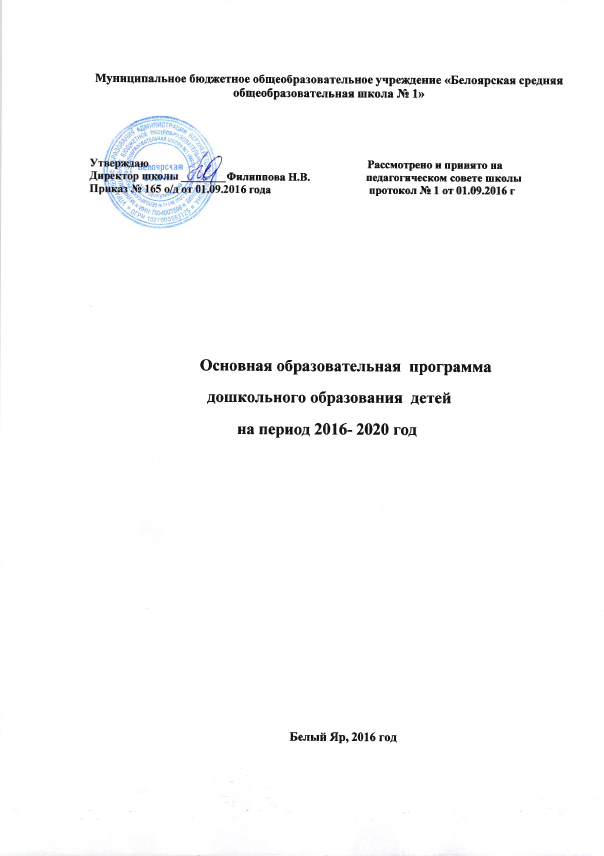 Муниципальное бюджетное общеобразовательное учреждение «Белоярская средняя
общеобразовательная школа № 1»
Утверждаю
Директор школы ________ Филиппова Н.В.
Приказ № 165 о/д от 01.09.2016 года
Рассмотрено и принято на
педагогическом совете школы
протокол № 1 от 01.09.2016 г
Белоярская
Основная образовательная программа
дошкольного образования детей
на период 2016- 2020 год
Белый Яр, 2016 год